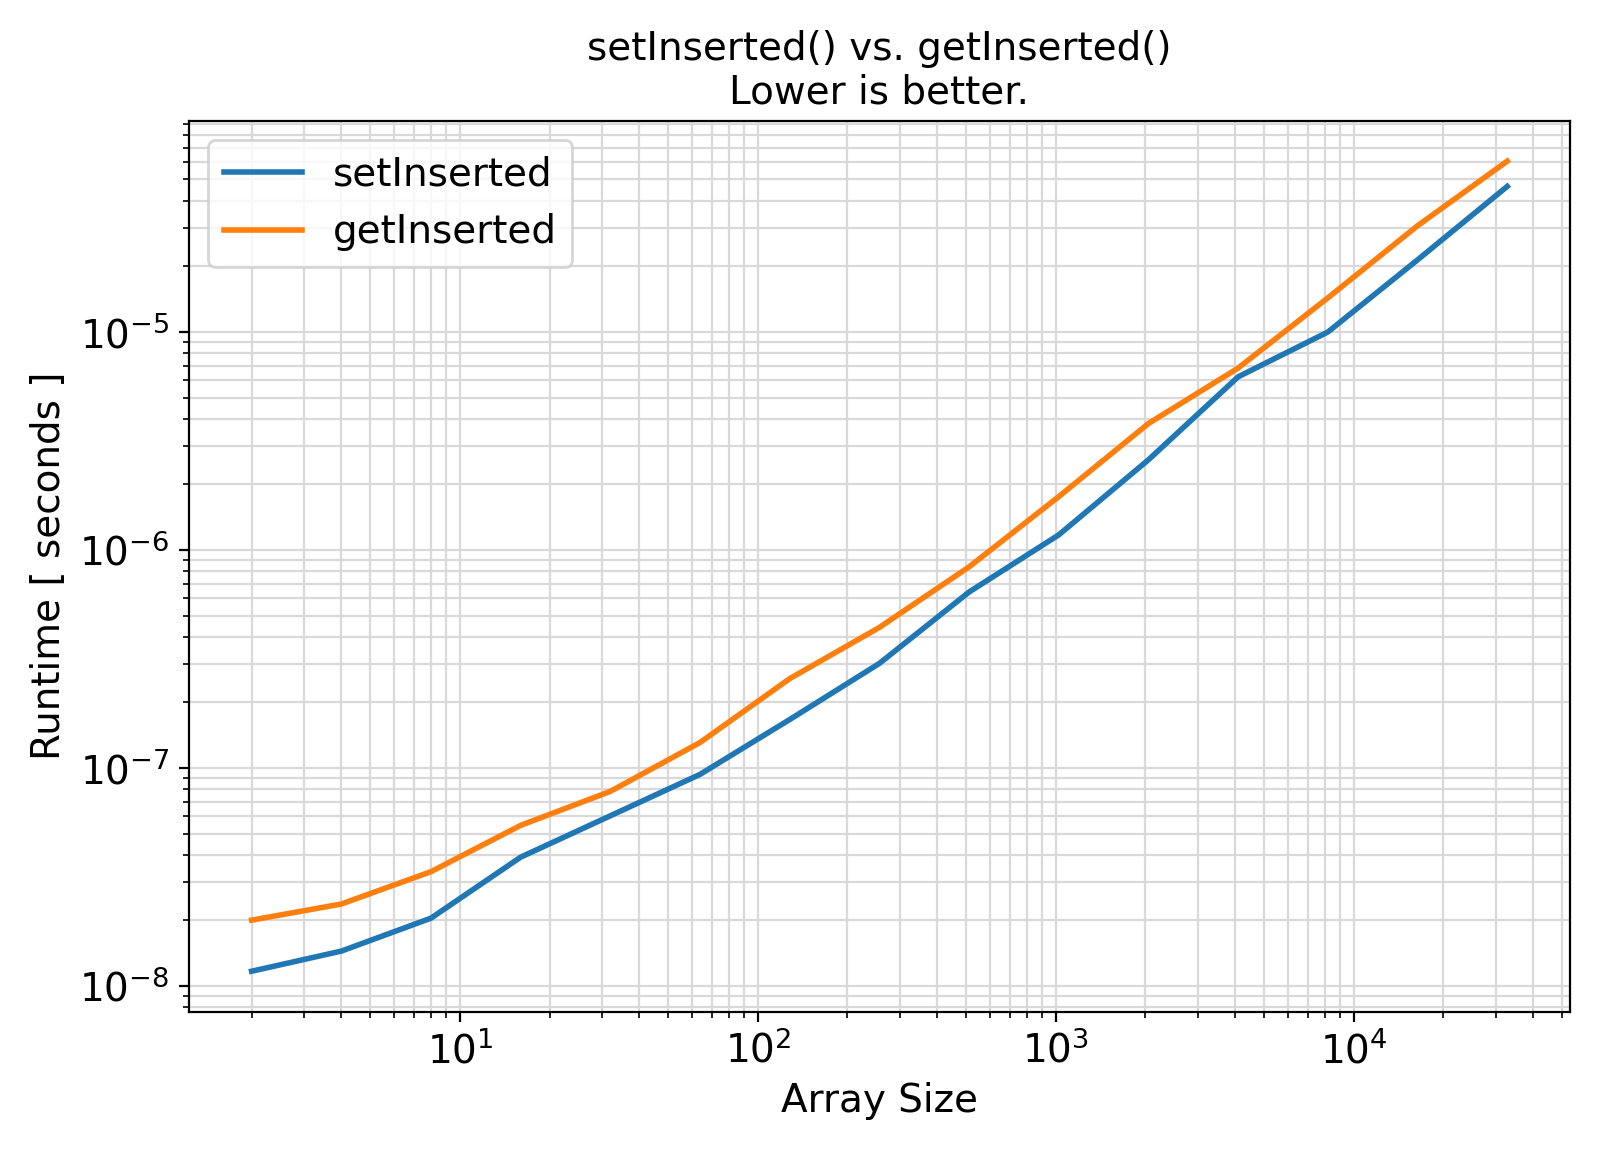 setInserted() vs. getInserted()
Lower is better.
setInserted
getInserted
Runtime [ seconds ]
10⁻⁵
10⁻⁶
10⁻⁷
10⁻⁸
10¹
10²
10³
10⁴
Array Size